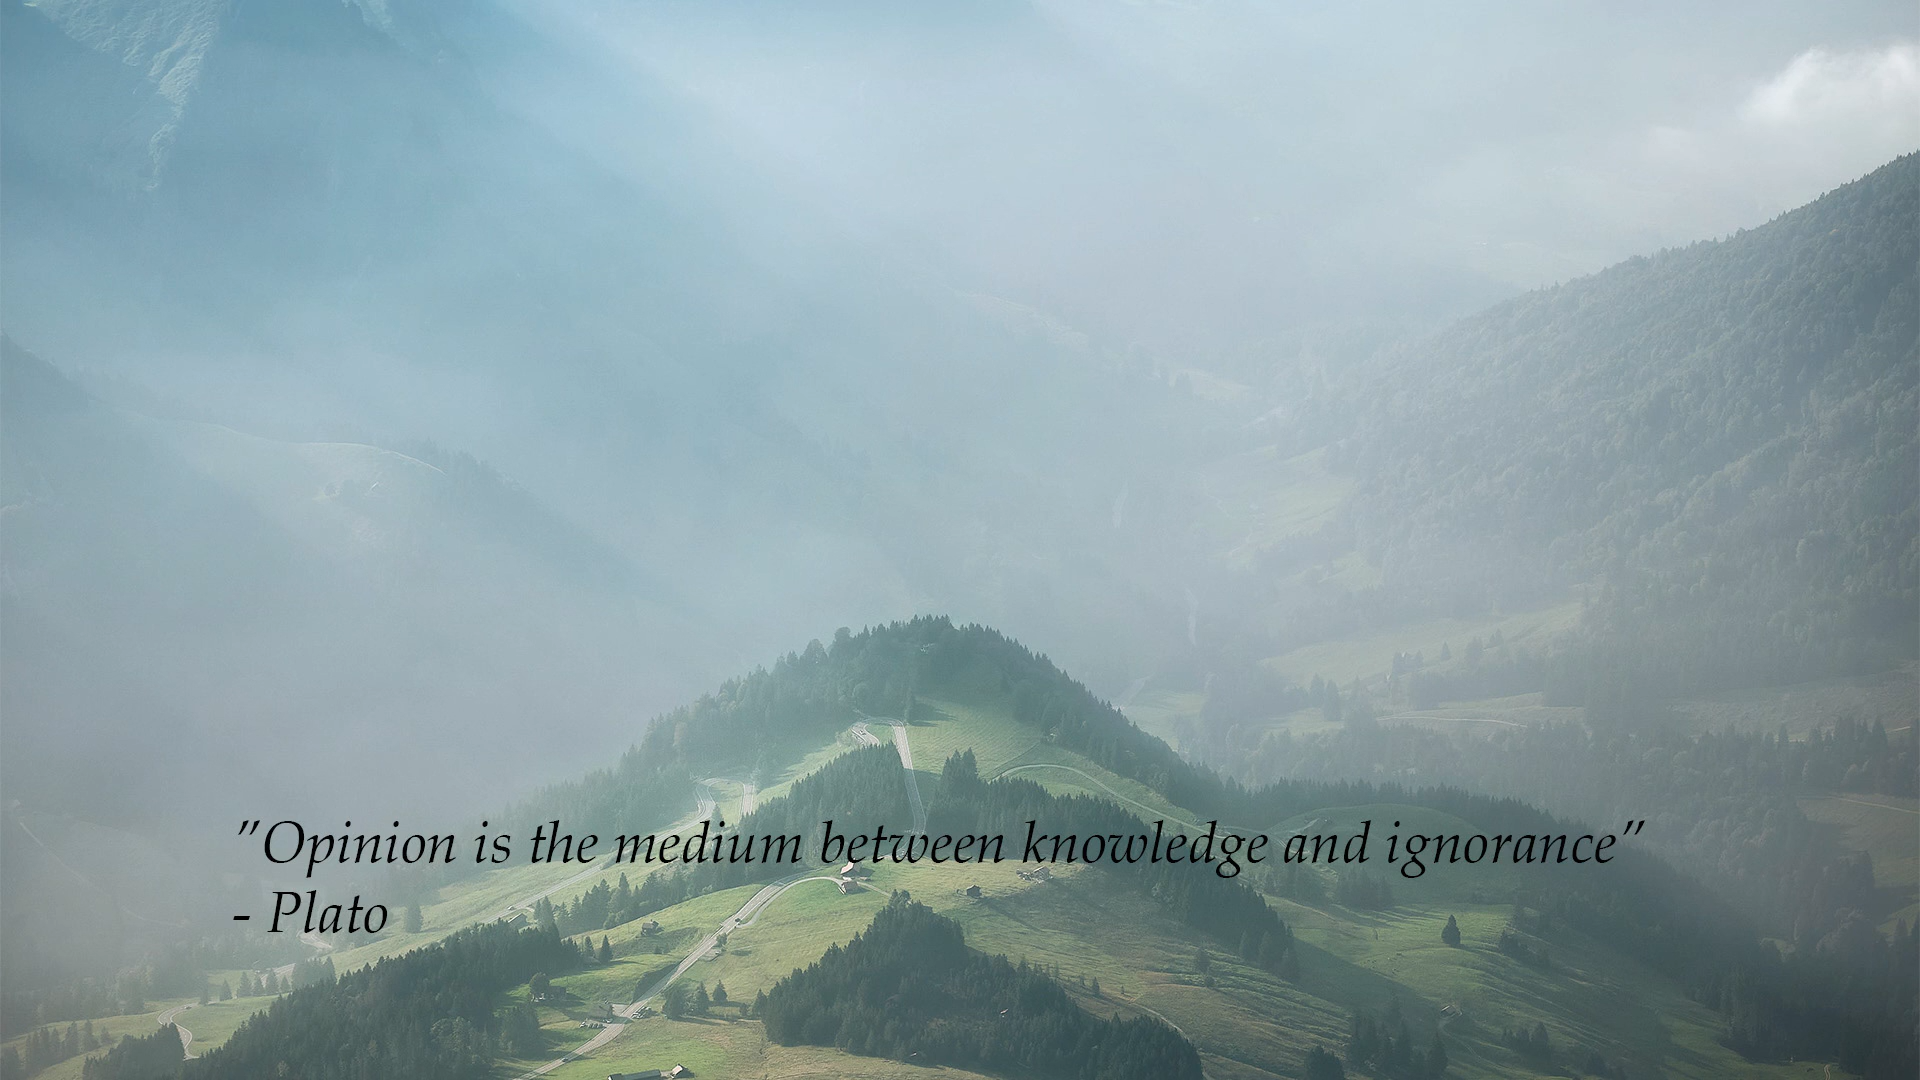 "Opinion is the medium between knowledge and ignorance"
- Plato